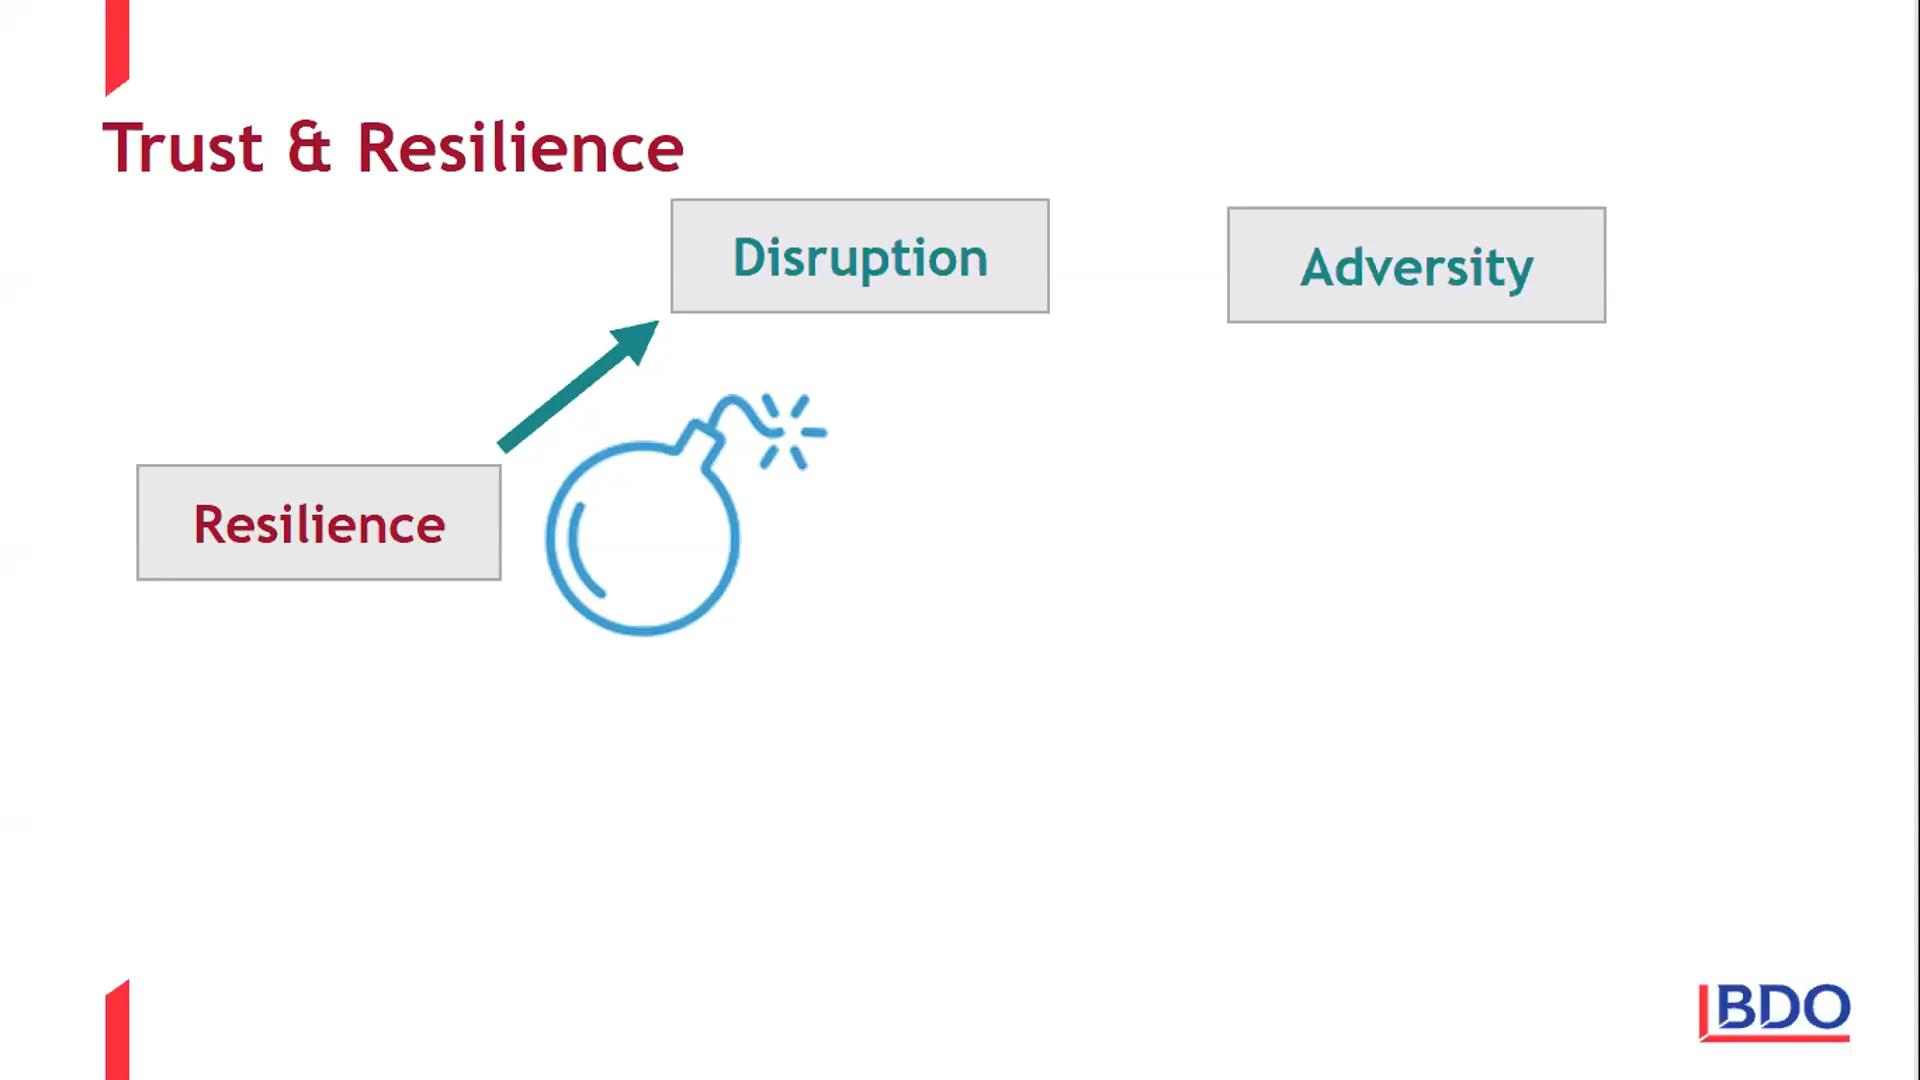 Trust & Resilience
Disruption
Adversity
Resilience
BDO